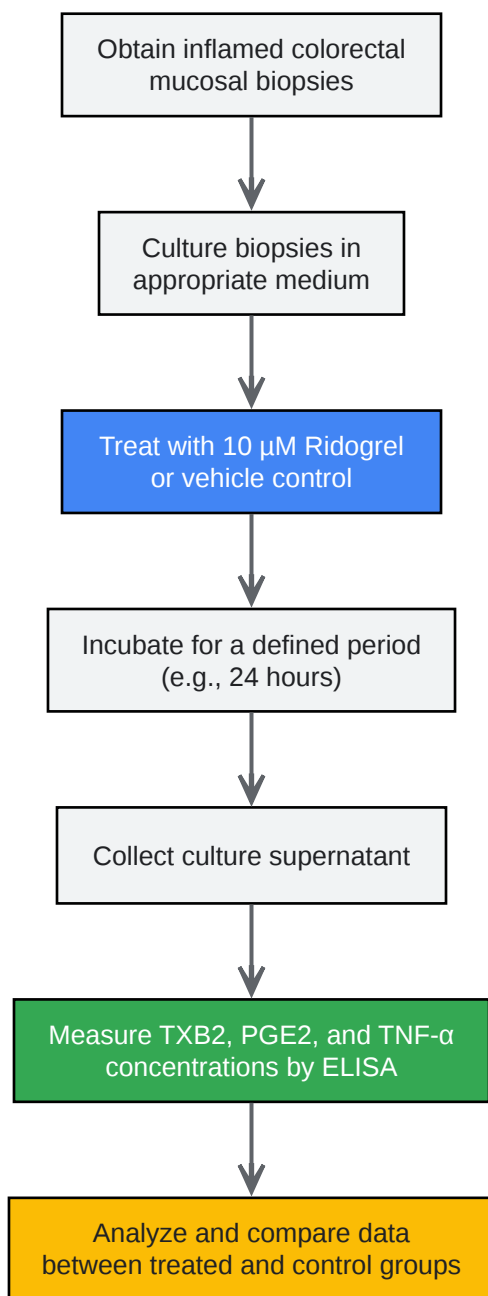 Obtain inflamed colorectal
mucosal biopsies
Culture biopsies in
appropriate medium
Treat with 10 µM Ridogrel
or vehicle control
Incubate for a defined period
(e.g., 24 hours)
Collect culture supernatant
Measure TXB2, PGE2, and TNF-α
concentrations by ELISA
Analyze and compare data
between treated and control groups